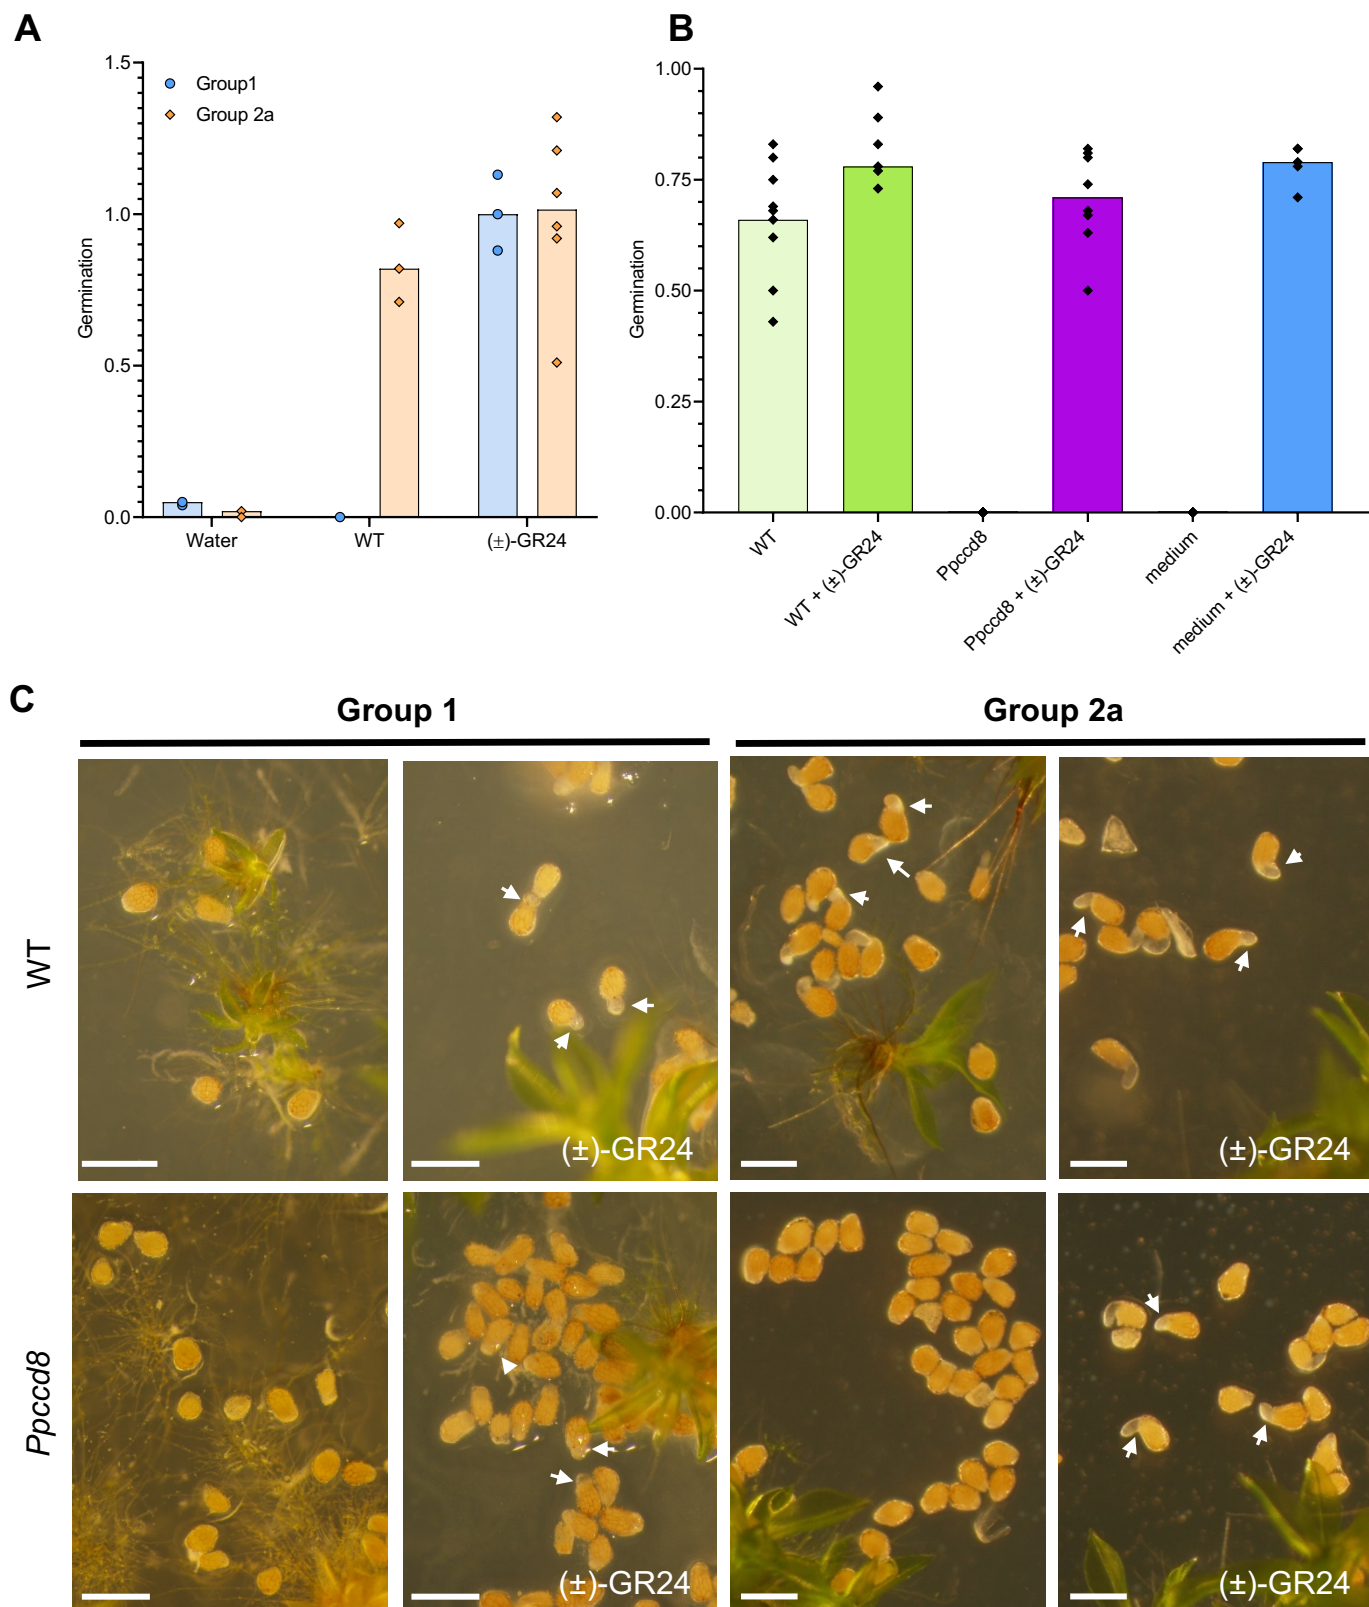 A
1.5
1.0
0.5
0.0
Germination
Group1
Group 2a
Water
WT
(±)-GR24
B
1.00
0.75
0.50
0.25
0.00
Germination
WT
WT + (±)-GR24
Ppccd8
Ppccd8 + (±)-GR24
medium
medium + (±)-GR24
C
Group 1
Group 2a
WT
(±)-GR24
(±)-GR24
Ppccd8
(±)-GR24
(±)-GR24